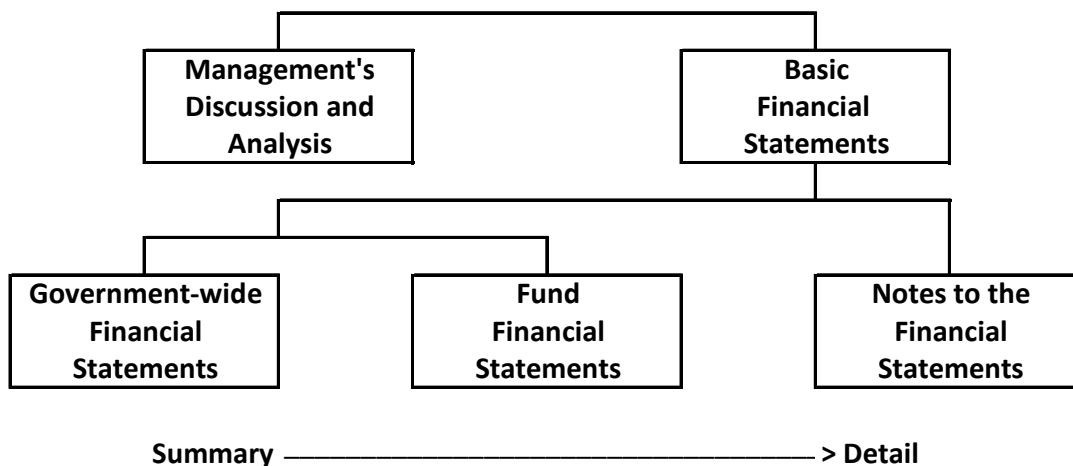 Management's
Discussion and
Analysis
Basic
Financial
Statements
Government-wide
Financial
Statements
Fund
Financial
Statements
Notes to the
Financial
Statements
Summary ———————————————————— > Detail